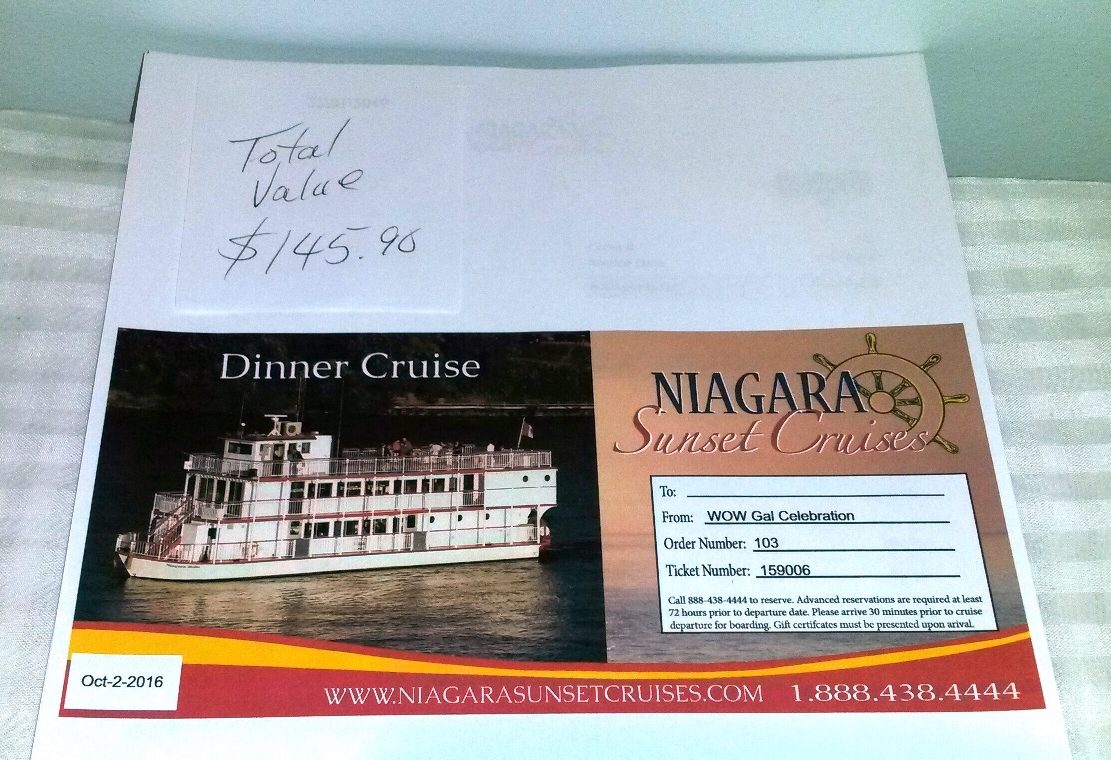 Total
Value
$145.90
Dinner Cruise
NIAGARA
Sunset Cruises
To:
From: WOW Gal Celebration
Order Number: 103
Ticket Number: 159006
Call 888-438-4444 to reserve. Advanced reservations are required at least
72 hours prior to departure date. Please arrive 30 minutes prior to cruise
departure for boarding. Gift certifcates must be presented upon arival.
Oct-2-2016
WWW.NIAGARASUNSETCRUISES.COM 1.888.438.4444